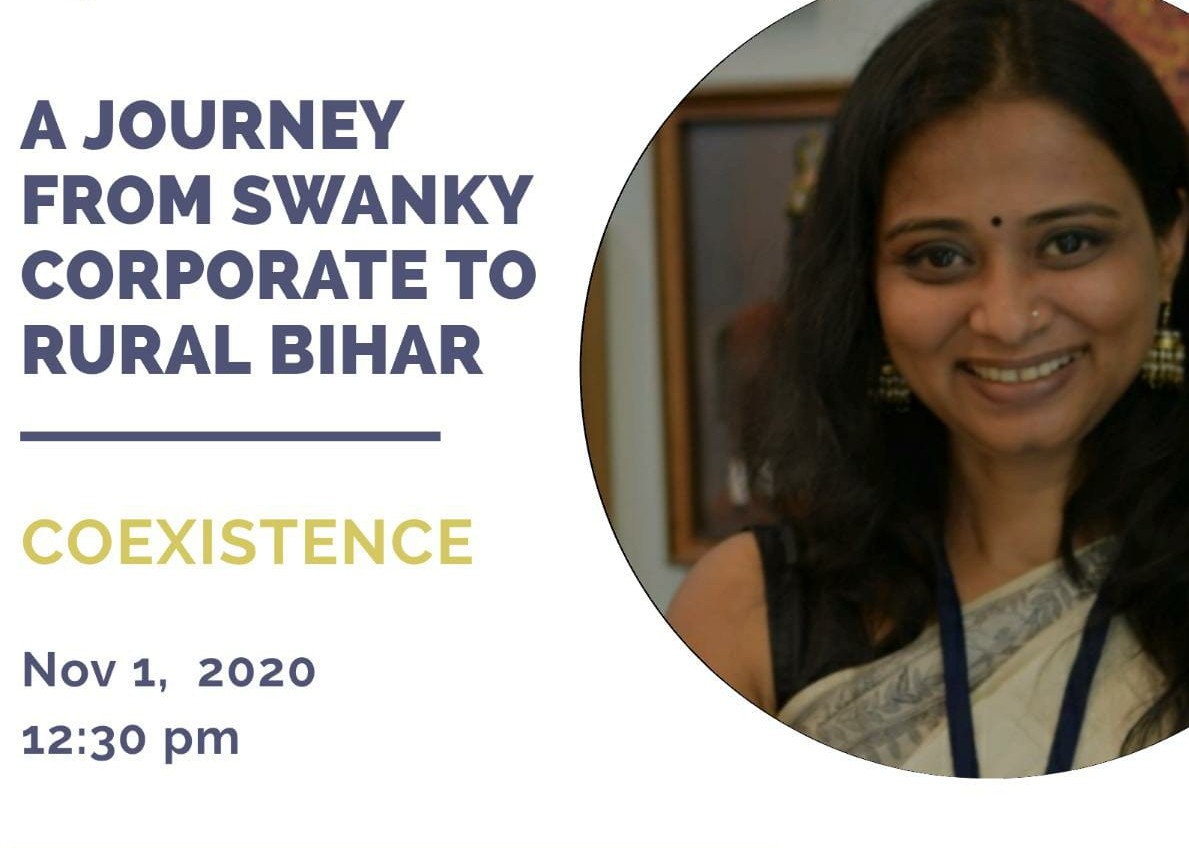 A JOURNEY
FROM SWANKY
CORPORATE TO
RURAL BIHAR
COEXISTENCE
Nov 1, 2020
12:30 pm